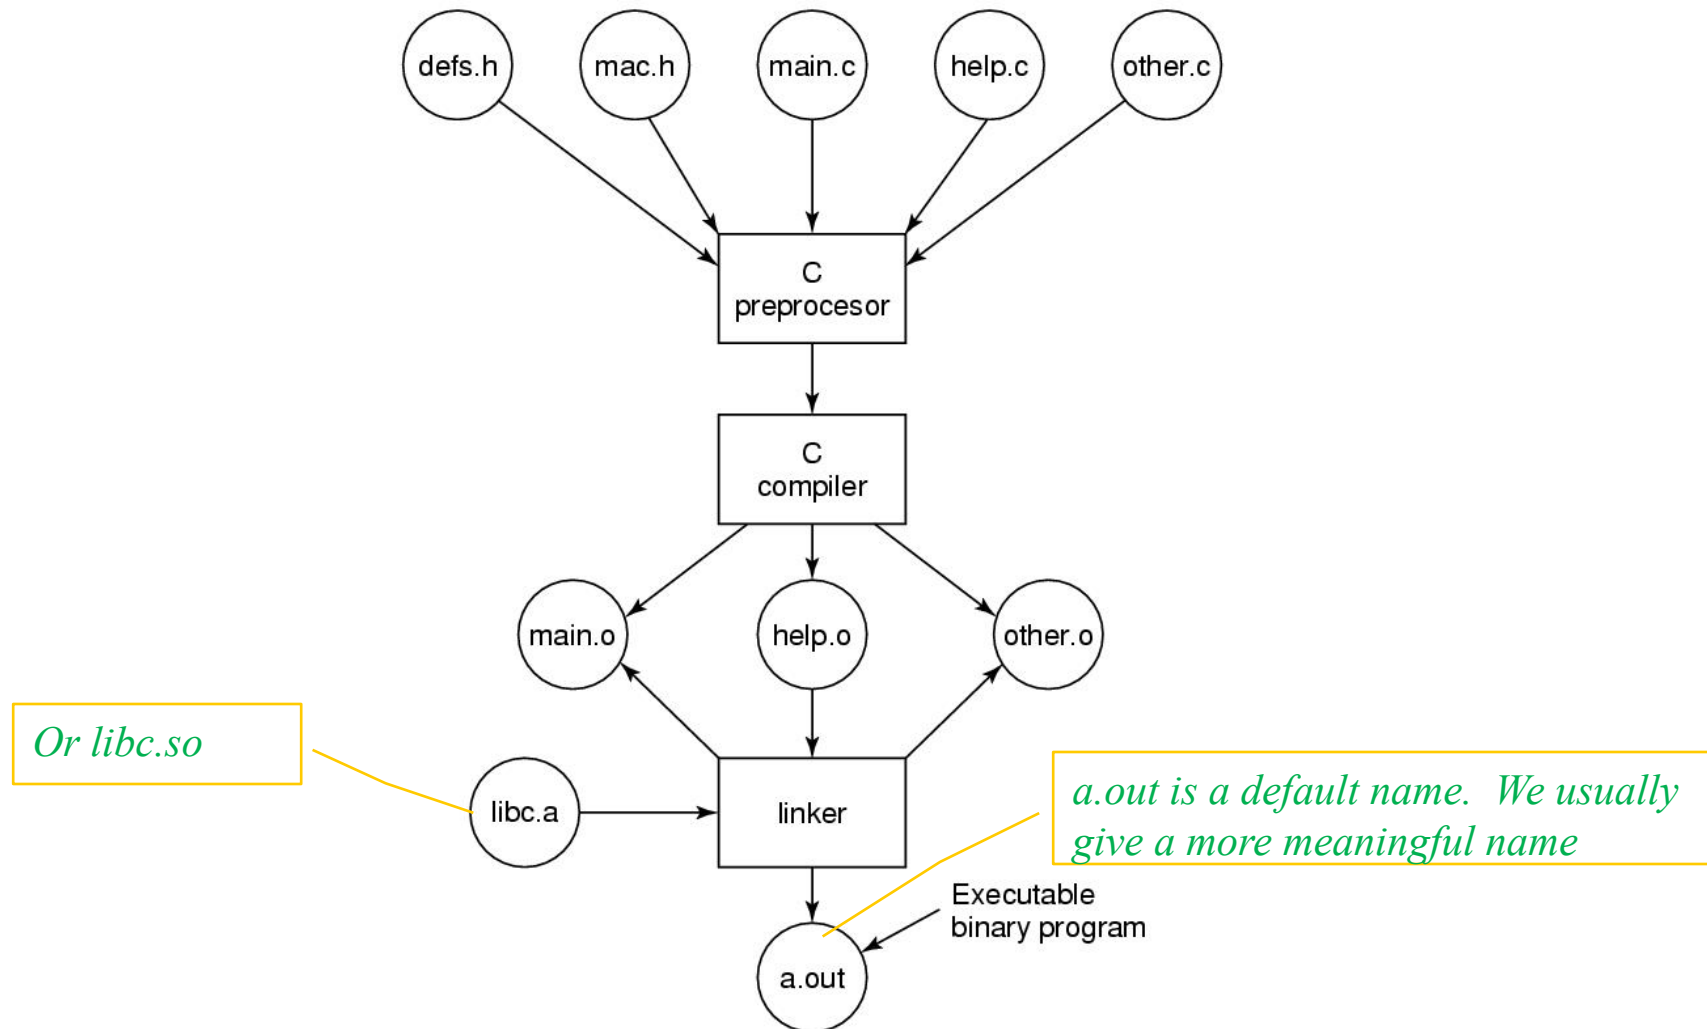 defs.h
mac.h
main.c
help.c
other.c
C
preprocesor
C
compiler
main.o
help.o
other.o
Or libc.so
libc.a
linker
a.out is a default name.  We usually
give a more meaningful name
Executable
binary program
a.out